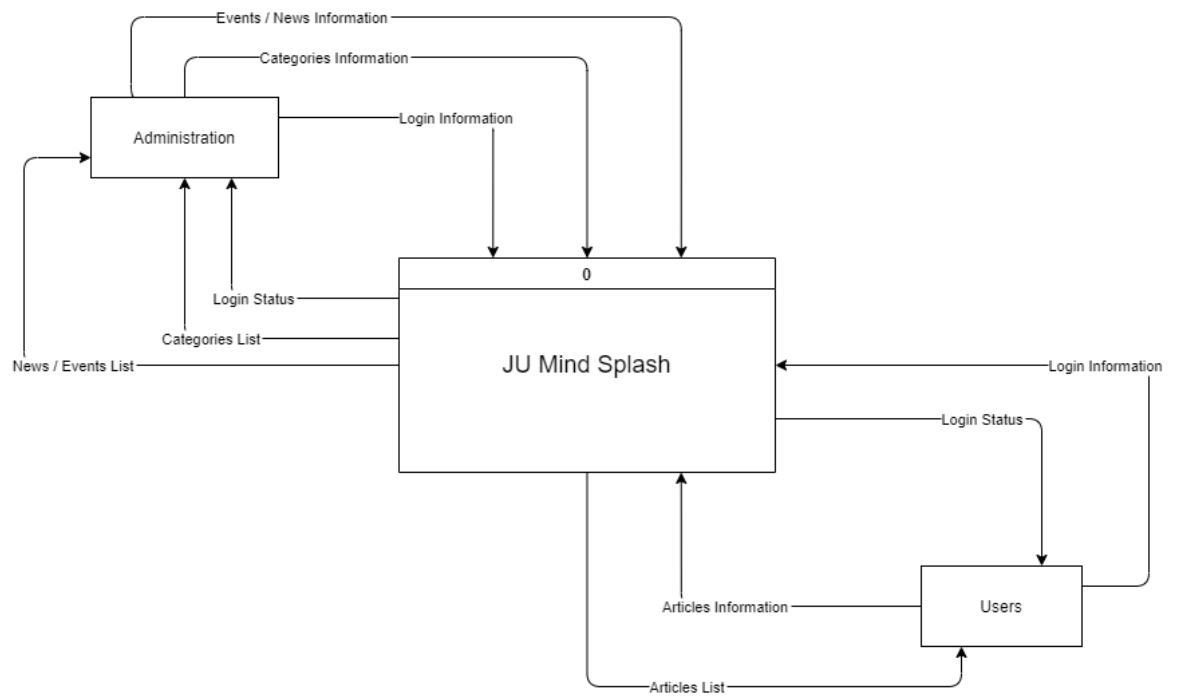 Events / News Information
Categories Information
Login Information
Administration
0
Login Status
Categories List
News / Events List
JU Mind Splash
Login Information
Login Status
Articles Information
Users
Articles List